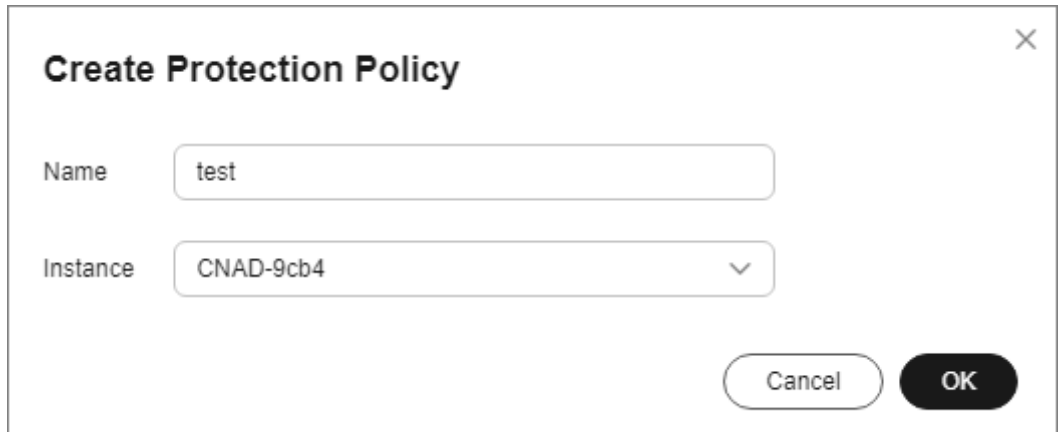 Create Protection Policy
Name test
Instance CNAD-9cb4
Cancel OK